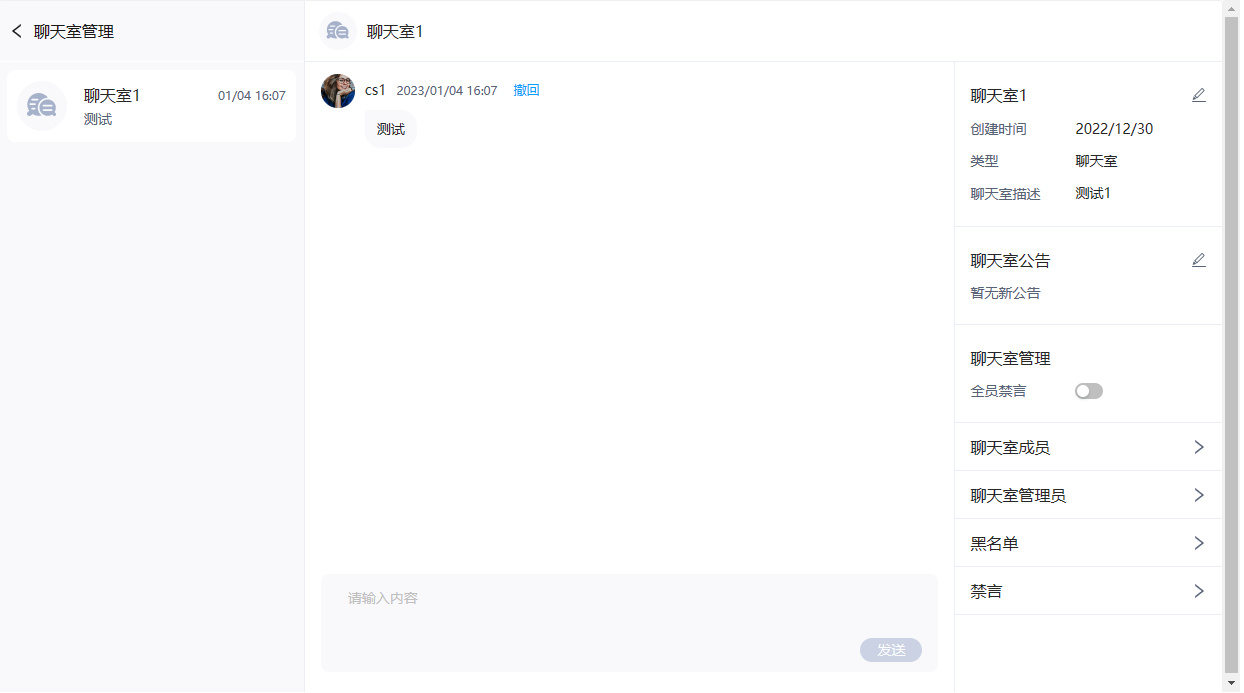 聊天室管理
聊天室1
01/04 16:07
测试
聊天室1
cs1
2023/01/04 16:07
撤回
测试
请输入内容
发送
聊天室1
创建时间
2022/12/30
类型
聊天室
聊天室描述
测试1
聊天室公告
暂无新公告
聊天室管理
全员禁言
聊天室成员
聊天室管理员
黑名单
禁言